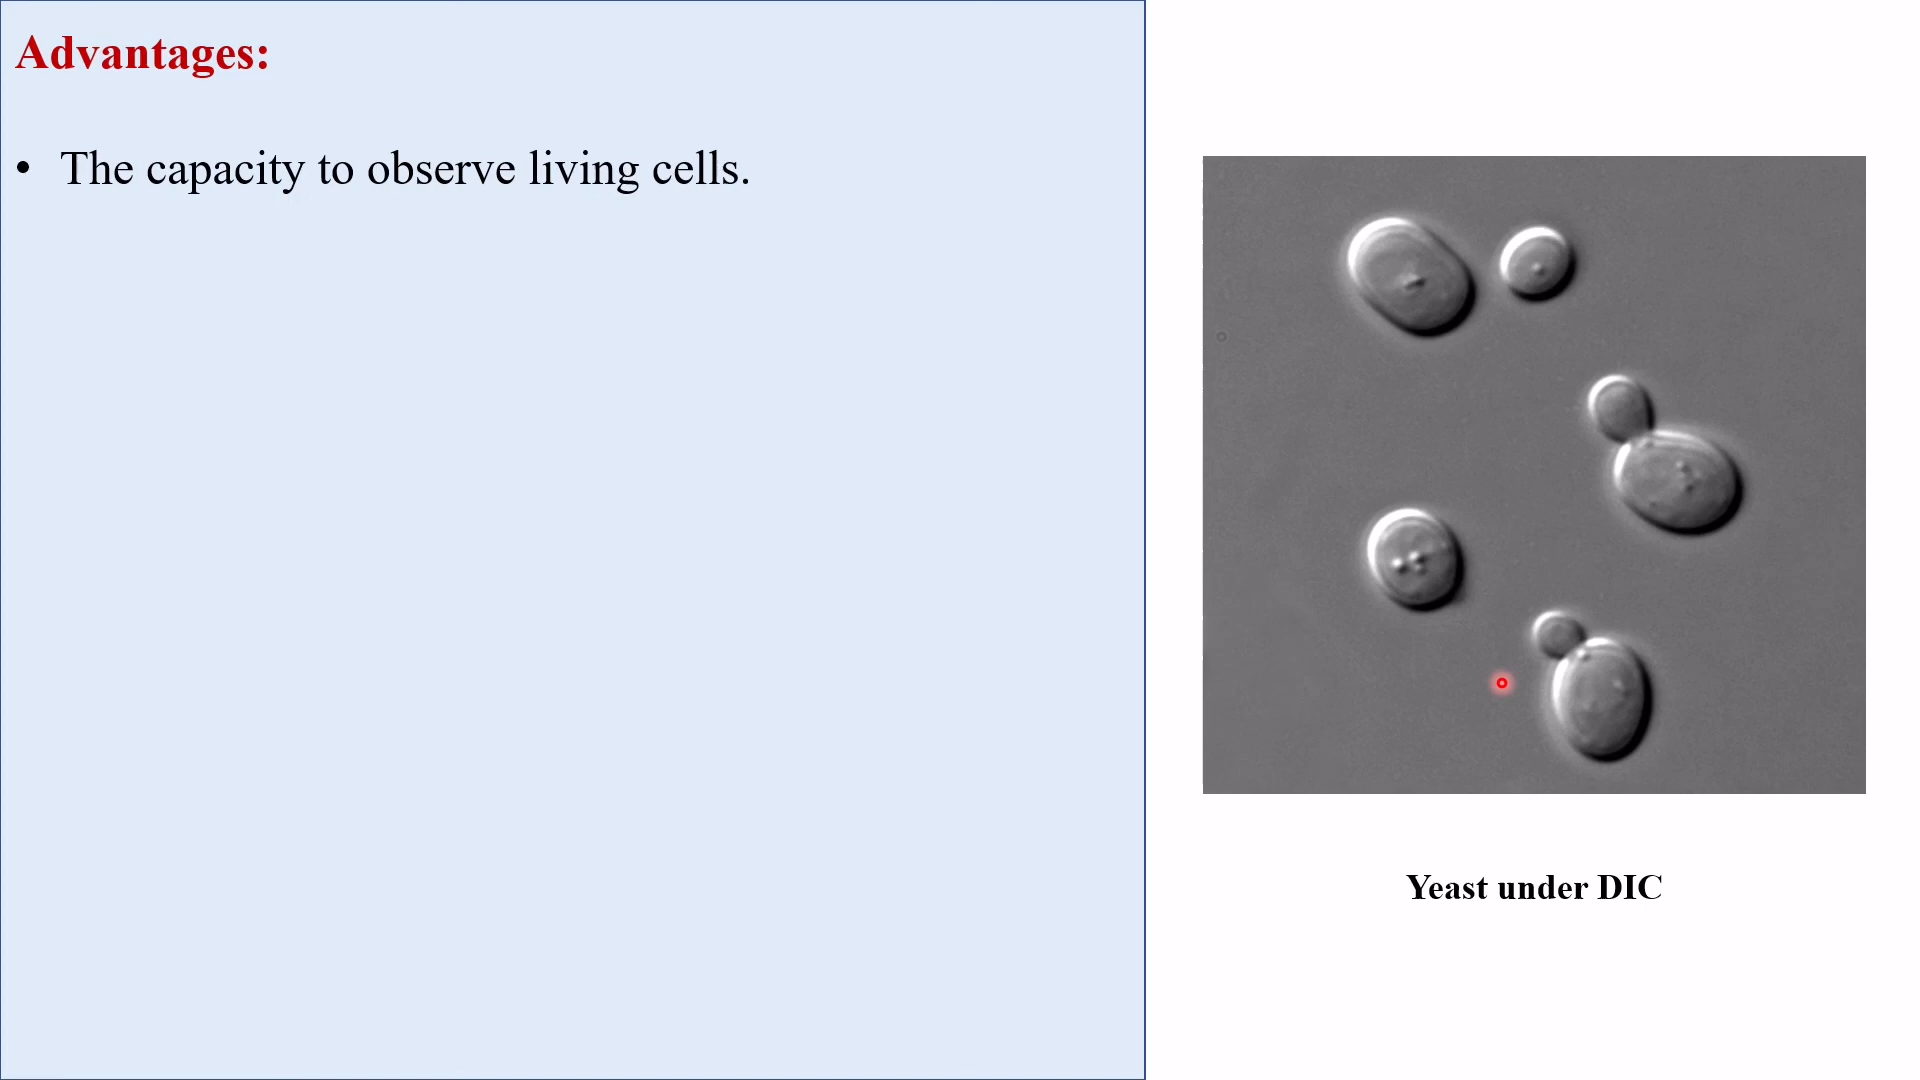 Advantages:
• The capacity to observe living cells.
Yeast under DIC